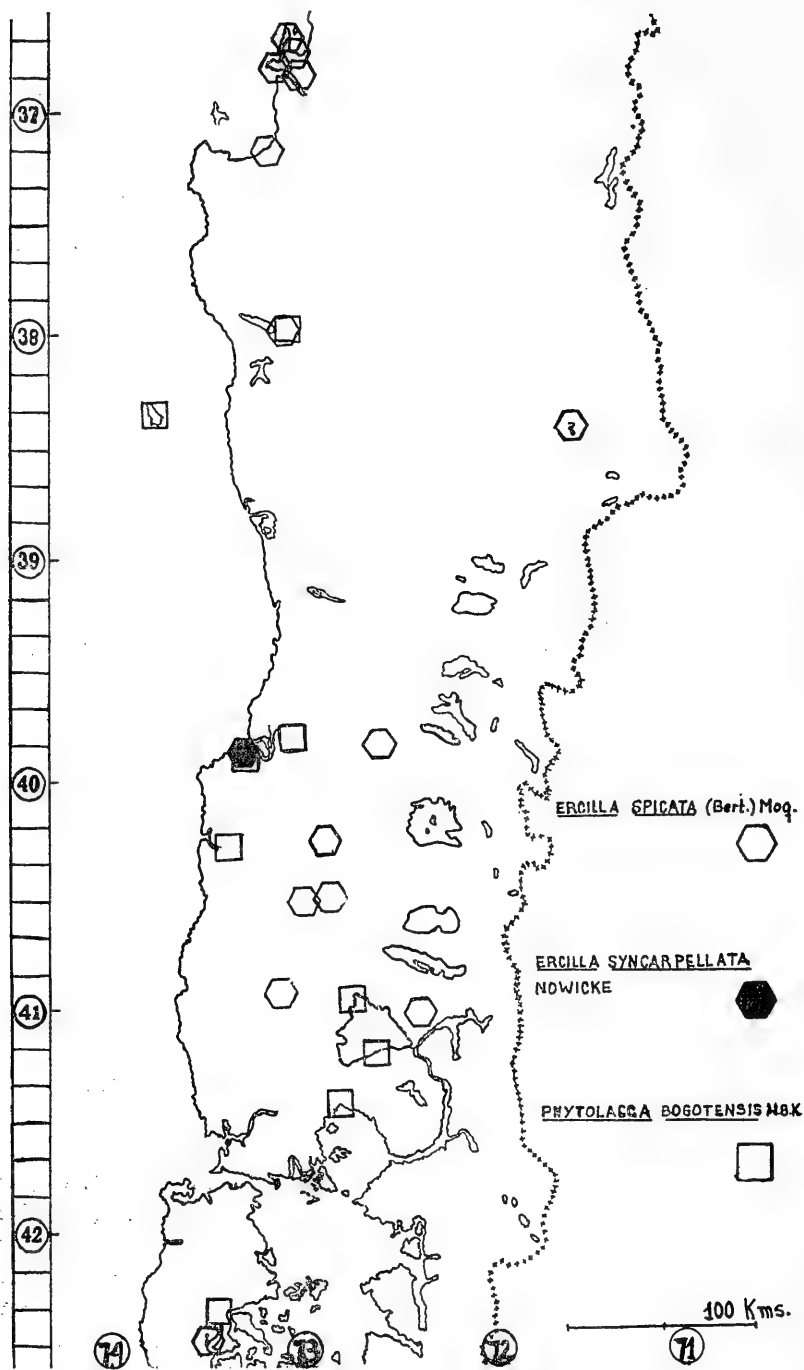 37
38
39
40
ERCILLA SPICATA (Bert.) Moq.
ERCILLA SYNCARPELLATA
NOWICKE
41
PHYTOLACCA BOGOTENSIS H.B.K
42
100 Kms.
74
73
72
71